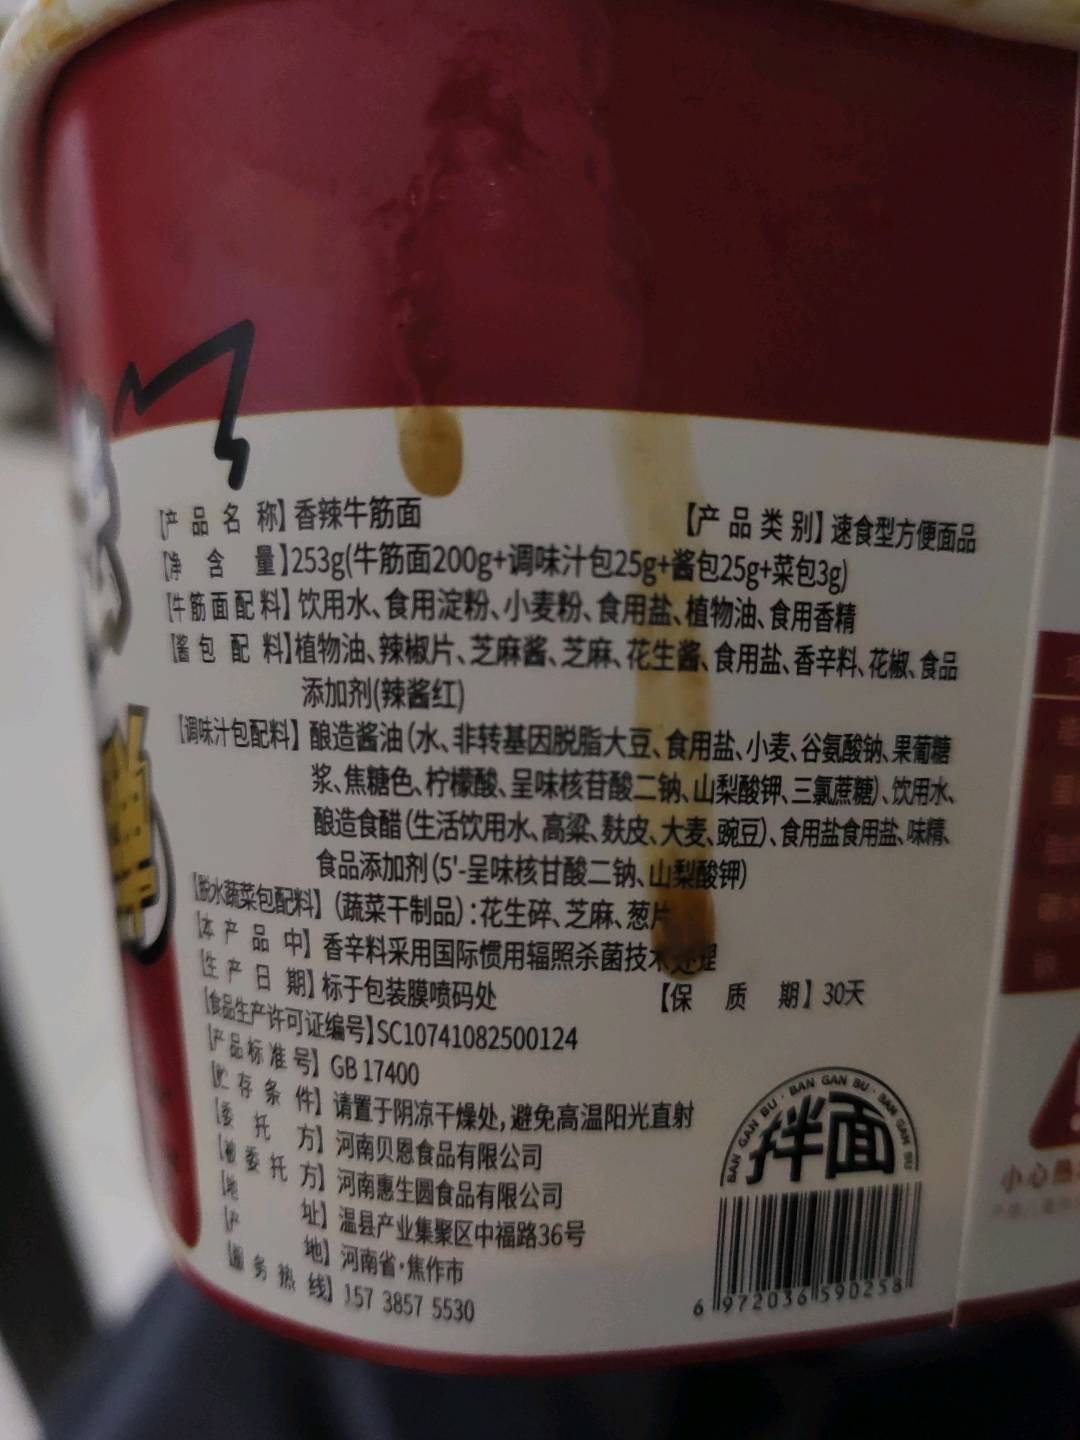 【产品名称】香辣牛筋面 【产品类别】速食型方便面品
【净含量】253g(牛筋面200g+调味汁包25g+酱包25g+菜包3g)
【牛筋面配料】饮用水、食用淀粉、小麦粉、食用盐、植物油、食用香精
【酱包配料】植物油、辣椒片、芝麻酱、芝麻、花生酱、食用盐、香辛料、花椒、食品
添加剂(辣酱红)
【调味汁包配料】酿造酱油(水、非转基因脱脂大豆、食用盐、小麦、谷氨酸钠、果葡糖
浆、焦糖色、柠檬酸、呈味核苷酸二钠、山梨酸钾、三氯蔗糖)、饮用水、
酿造食醋(生活饮用水、高粱、麸皮、大麦、豌豆)、食用盐食用盐、味精、
食品添加剂(5'-呈味核甘酸二钠、山梨酸钾)
【脱水蔬菜包配料】(蔬菜干制品):花生碎、芝麻、葱片
【本产品中】香辛料采用国际惯用辐照杀菌技术处理
【生产日期】标于包装膜喷码处 【保质期】30天
【食品生产许可证编号】SC10741082500124
【产品标准号】GB 17400
【贮存条件】请置于阴凉干燥处,避免高温阳光直射
【委托方】河南贝恩食品有限公司
【被委托方】河南惠生圆食品有限公司
【地址】温县产业集聚区中福路36号
【产地】河南省·焦作市
【服务热线】157 3857 5530
BAN GAN BU · BAN GAN BU · BAN GAN BU
拌面
6 972036 590258
小心